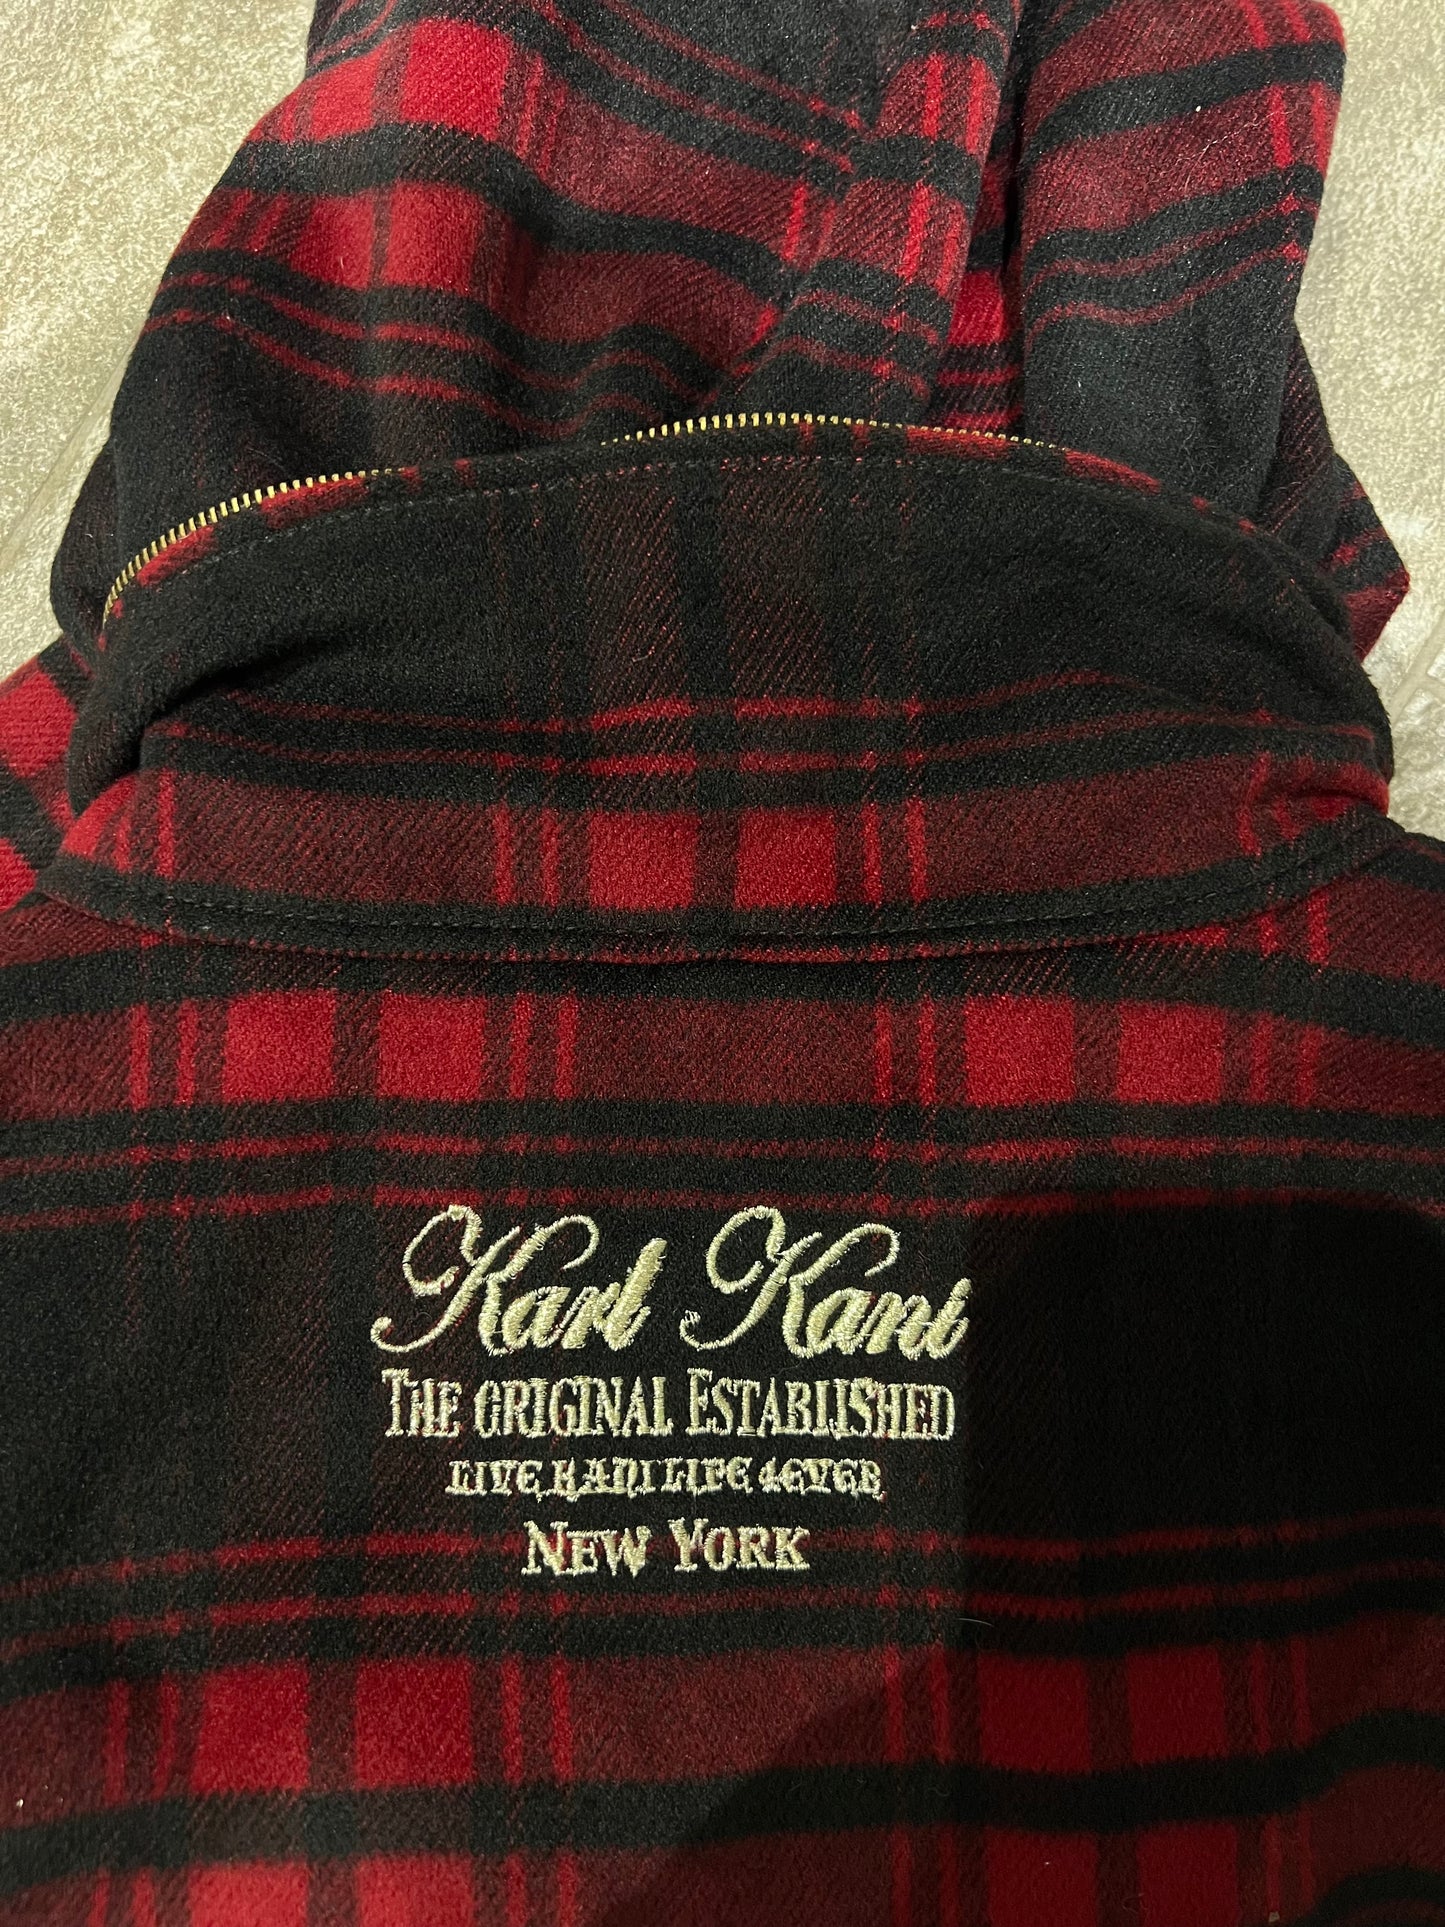 Karl Kani
THE ORIGINAL ESTABLISHED
LIVE KANI LIFE 4EVER
NEW YORK